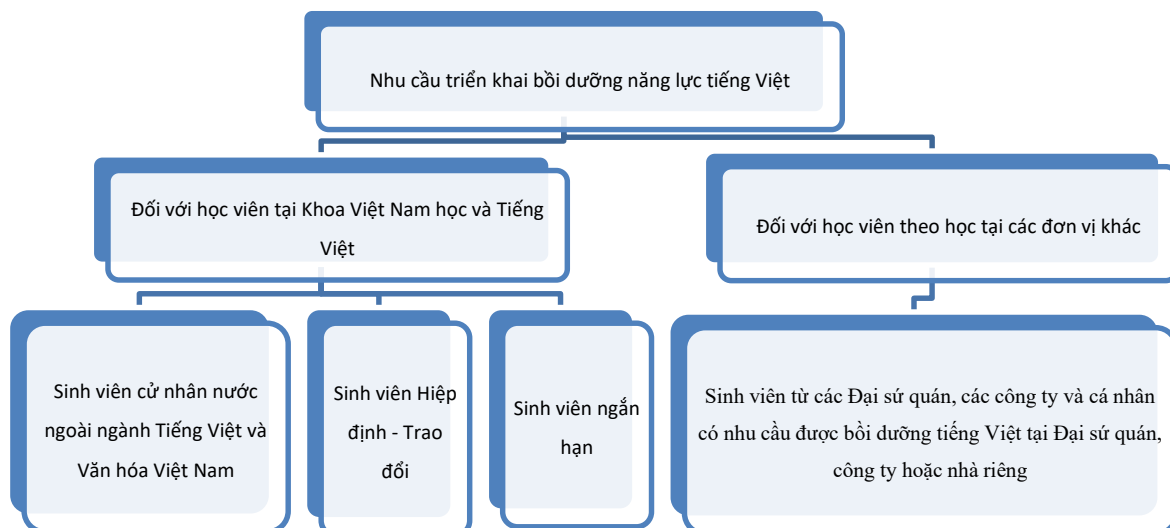 Nhu cầu triển khai bồi dưỡng năng lực tiếng Việt
Đối với học viên tại Khoa Việt Nam học và Tiếng
Việt
Đối với học viên theo học tại các đơn vị khác
Sinh viên cử nhân nước
ngoài ngành Tiếng Việt và
Văn hóa Việt Nam
Sinh viên Hiệp
định - Trao
đổi
Sinh viên ngắn
hạn
Sinh viên từ các Đại sứ quán, các công ty và cá nhân
có nhu cầu được bồi dưỡng tiếng Việt tại Đại sứ quán,
công ty hoặc nhà riêng